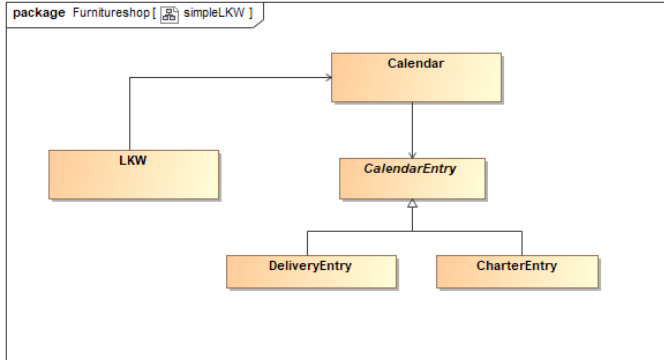 package Furnitureshop [ simpleLKW ]
Calendar
LKW
CalendarEntry
DeliveryEntry
CharterEntry